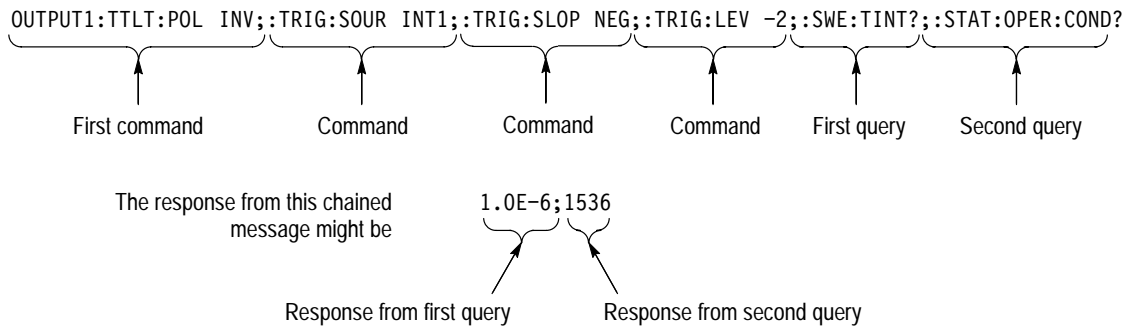 OUTPUT1:TTLT:POL INV;:TRIG:SOUR INT1;:TRIG:SLOP NEG;:TRIG:LEV -2;:SWE:TINT?;:STAT:OPER:COND?
First command Command Command Command First query Second query
The response from this chained 1.0E-6;1536
message might be
Response from first query Response from second query